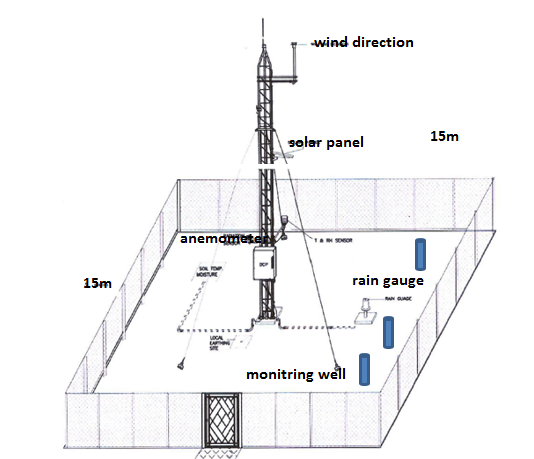 wind direction
solar panel
15m
anemometer
SENSOR
T & RH SENSOR
DCP
SOIL TEMP.
MOISTURE
15m
rain gauge
RAIN GUAGE
LOCAL
EARTHING
SITE
monitring well